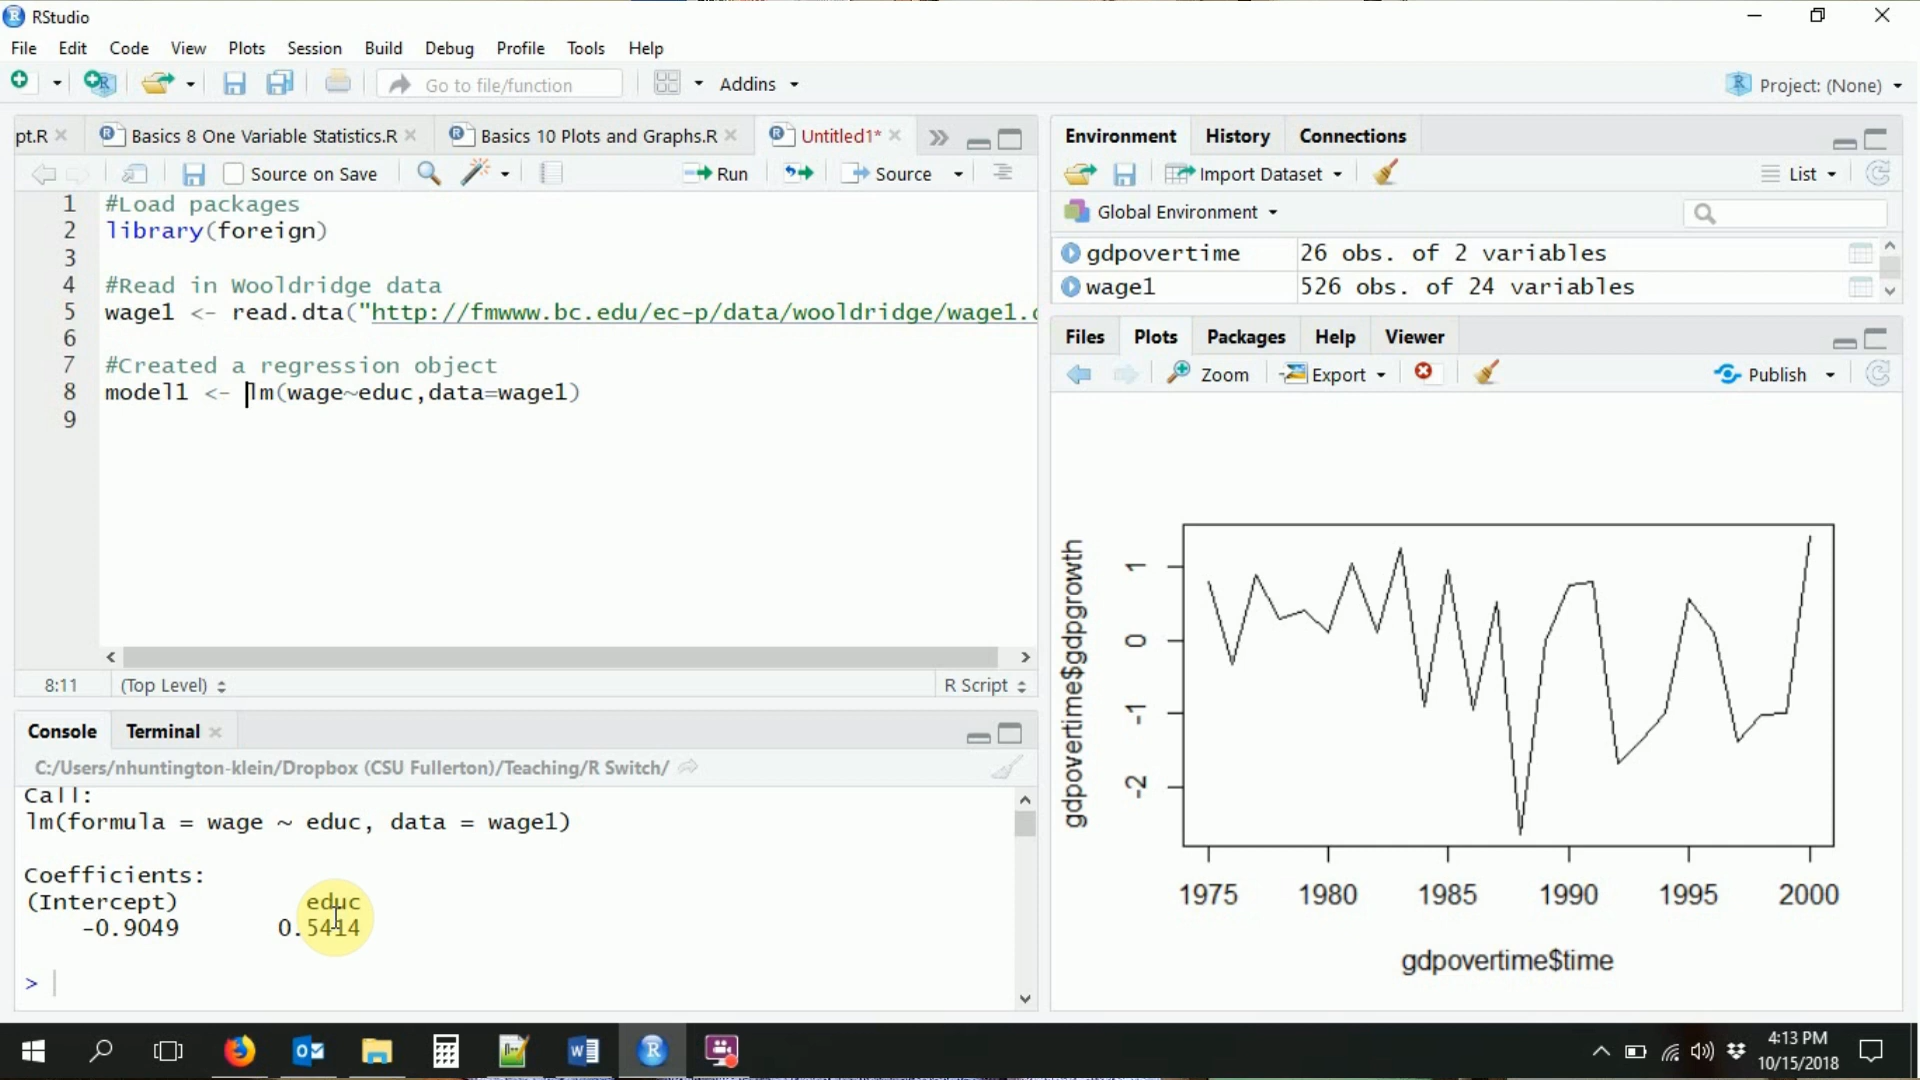 RStudio
File Edit Code View Plots Session Build Debug Profile Tools Help
Go to file/function Addins Project: (None)
pt.R Basics 8 One Variable Statistics.R Basics 10 Plots and Graphs.R Untitled1*
Source on Save Run Source
1 #Load packages
2 library(foreign)
3
4 #Read in Wooldridge data
5 wage1 <- read.dta("http://fmwww.bc.edu/ec-p/data/wooldridge/wage1.d
6
7 #Created a regression object
8 model1 <- lm(wage~educ,data=wage1)
9
8:11 (Top Level) R Script
Console Terminal
C:/Users/nhuntington-klein/Dropbox (CSU Fullerton)/Teaching/R Switch/
Call:
lm(formula = wage ~ educ, data = wage1)
Coefficients:
(Intercept) educ
-0.9049 0.5414
>
Environment History Connections
Import Dataset List
Global Environment
gdpovertime 26 obs. of 2 variables
wage1 526 obs. of 24 variables
Files Plots Packages Help Viewer
Zoom Export Publish
gdpovertime$gdpgrowth
1
0
-1
-2
1975 1980 1985 1990 1995 2000
gdpovertime$time
4:13 PM
10/15/2018